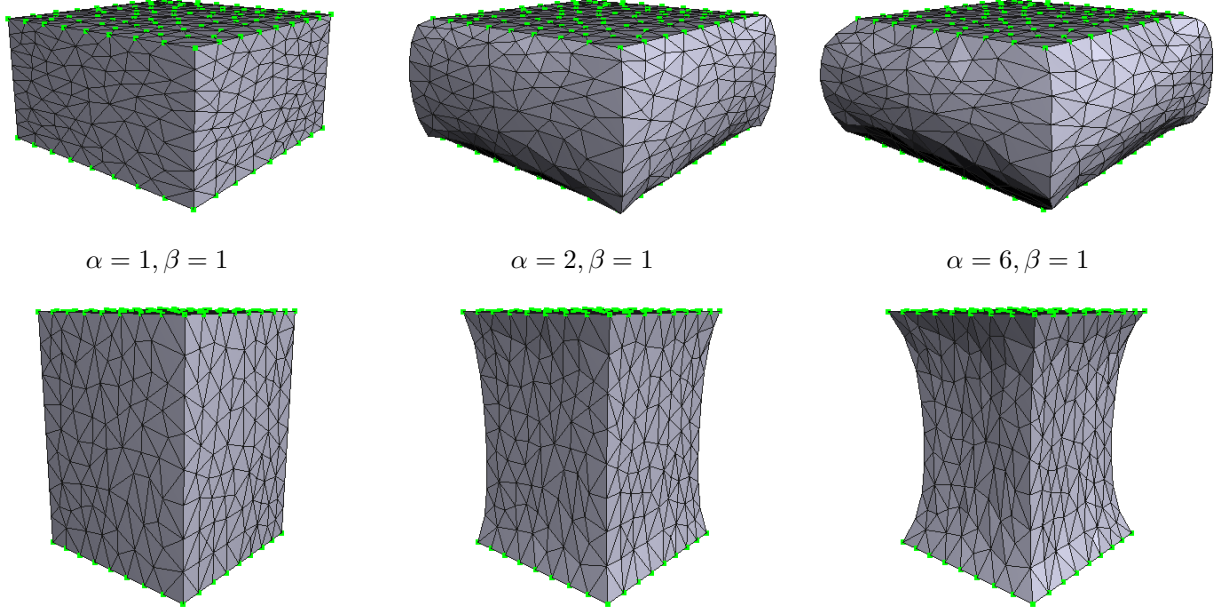 α = 1, β = 1
α = 2, β = 1
α = 6, β = 1